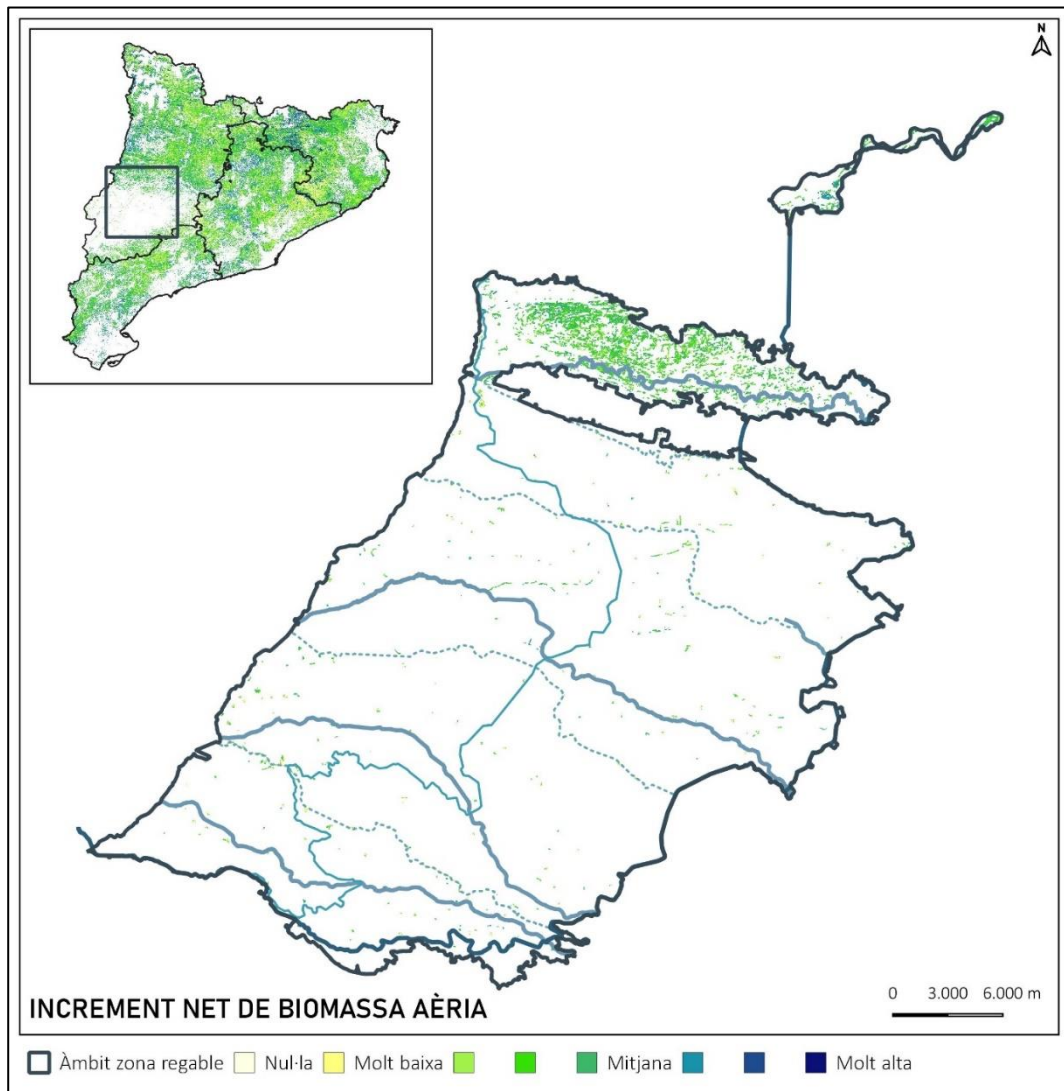 N
INCREMENT NET DE BIOMASSA AÈRIA
0 3.000 6.000 m
Àmbit zona regable Nul·la Molt baixa Mitjana Molt alta